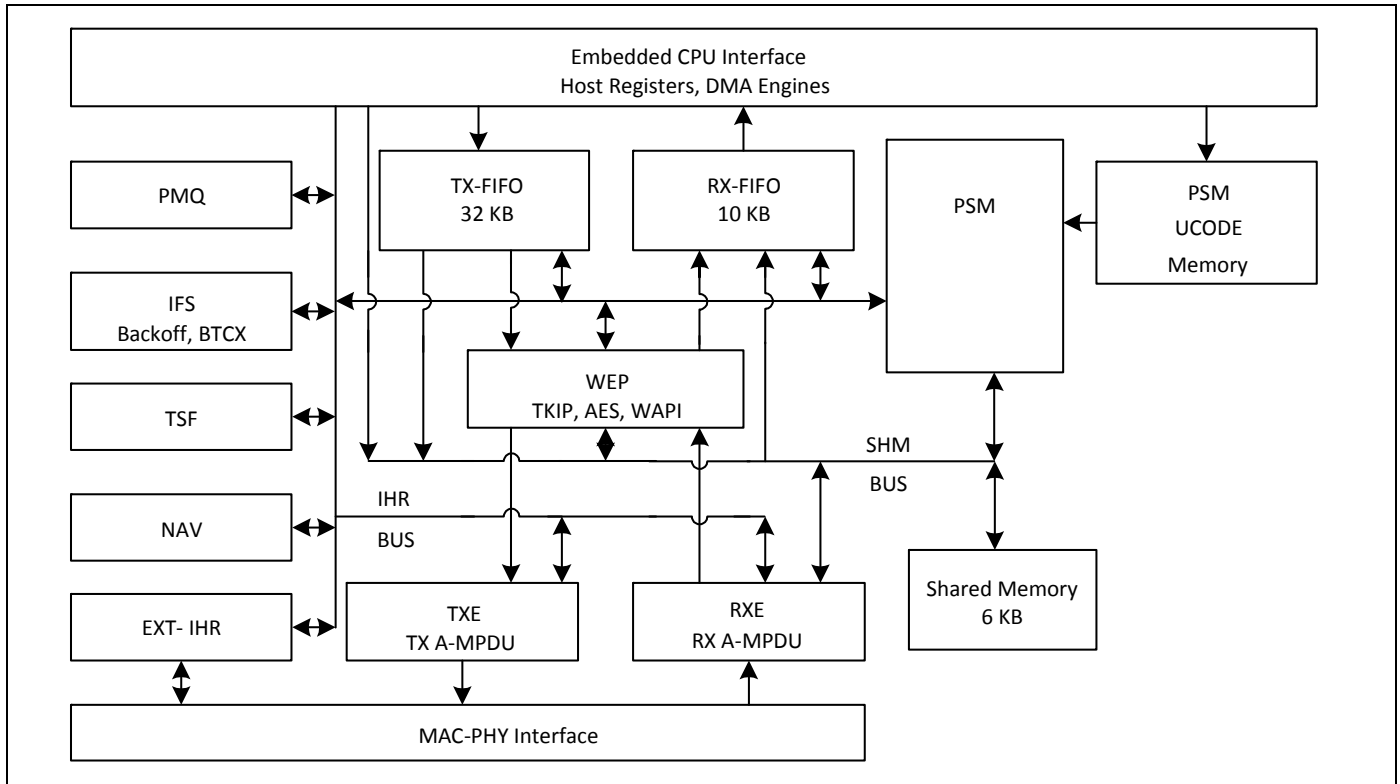 Embedded CPU Interface
Host Registers, DMA Engines
PMQ
TX-FIFO
32 KB
RX-FIFO
10 KB
PSM
PSM
UCODE
Memory
IFS
Backoff, BTCX
WEP
TKIP, AES, WAPI
TSF
SHM
BUS
IHR
BUS
NAV
EXT- IHR
TXE
TX A-MPDU
RXE
RX A-MPDU
Shared Memory
6 KB
MAC-PHY Interface